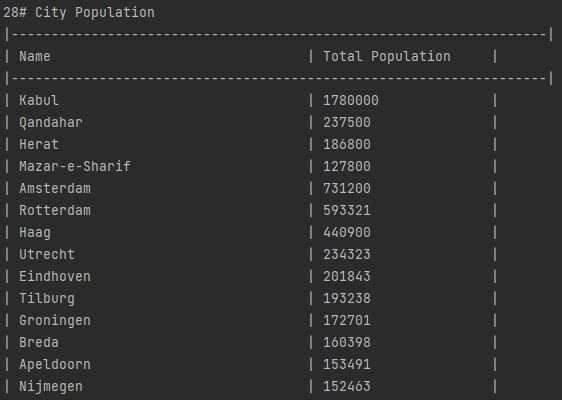 28# City Population
|-------------------------------------------------------------------|
| Name | Total Population |
|-------------------------------------------------------------------|
| Kabul | 1780000 |
| Qandahar | 237500 |
| Herat | 186800 |
| Mazar-e-Sharif | 127800 |
| Amsterdam | 731200 |
| Rotterdam | 593321 |
| Haag | 440900 |
| Utrecht | 234323 |
| Eindhoven | 201843 |
| Tilburg | 193238 |
| Groningen | 172701 |
| Breda | 160398 |
| Apeldoorn | 153491 |
| Nijmegen | 152463 |